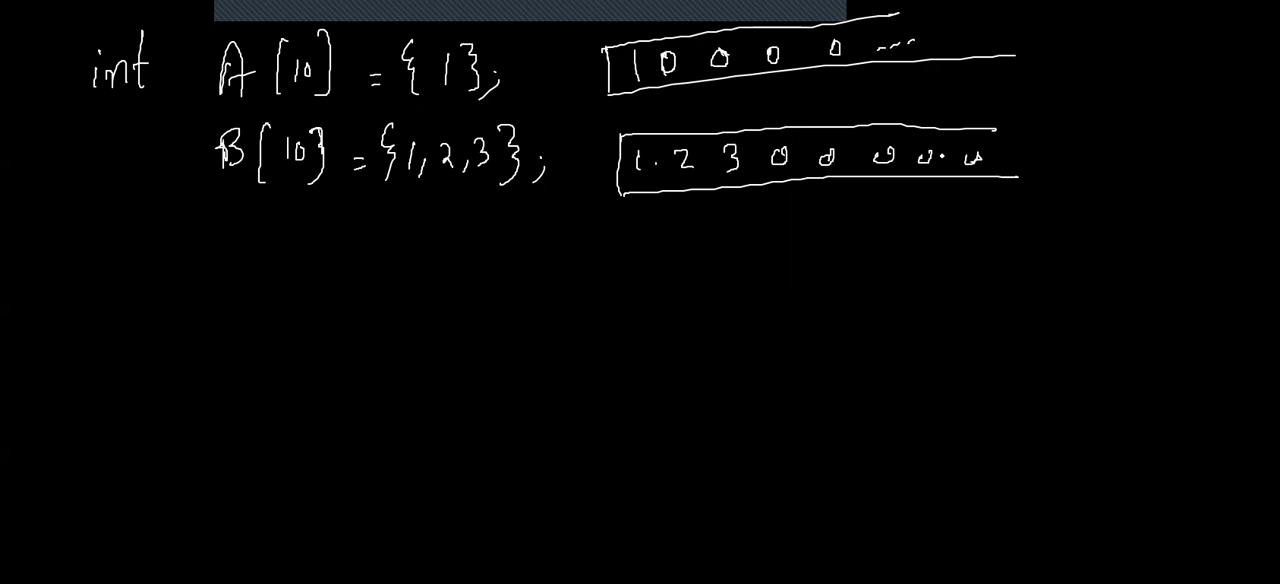 int A[10] = { 1}; 1 0 0 0 0 ----
B[10} = {1, 2, 3}; 1. 2 3 0 0 0 0. 0